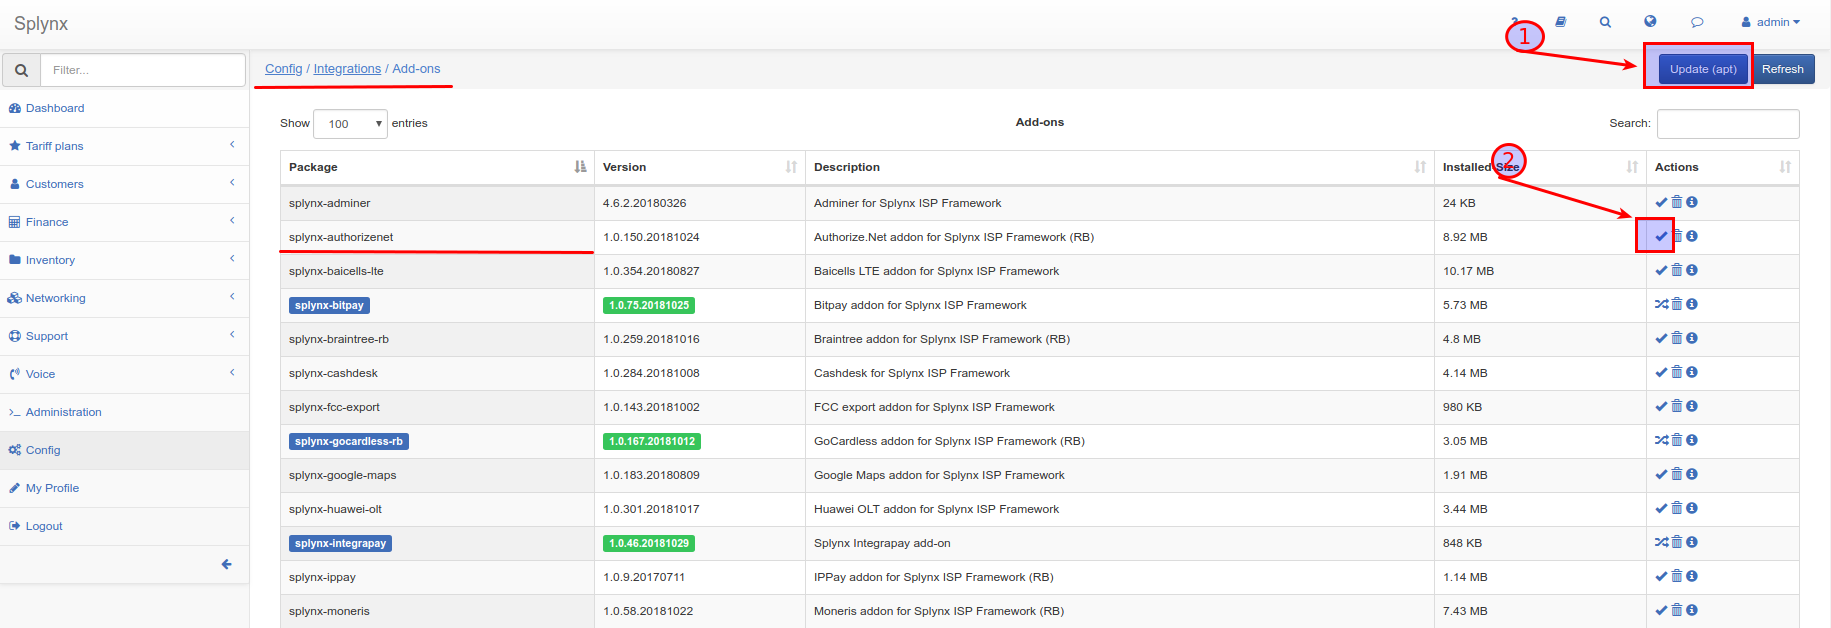 Splynx
?
admin
1
Filter...
Config / Integrations / Add-ons
Update (apt)
Refresh
Dashboard
Tariff plans
Customers
Finance
Inventory
Networking
Support
Voice
Administration
Config
My Profile
Logout
Show 100 entries
Add-ons
Search:
2
Package Version Description Installed Size Actions
splynx-adminer 4.6.2.20180326 Adminer for Splynx ISP Framework 24 KB
splynx-authorizenet 1.0.150.20181024 Authorize.Net addon for Splynx ISP Framework (RB) 8.92 MB
splynx-baicells-lte 1.0.354.20180827 Baicells LTE addon for Splynx ISP Framework 10.17 MB
splynx-bitpay 1.0.75.20181025 Bitpay addon for Splynx ISP Framework 5.73 MB
splynx-braintree-rb 1.0.259.20181016 Braintree addon for Splynx ISP Framework (RB) 4.8 MB
splynx-cashdesk 1.0.284.20181008 Cashdesk for Splynx ISP Framework 4.14 MB
splynx-fcc-export 1.0.143.20181002 FCC export addon for Splynx ISP Framework 980 KB
splynx-gocardless-rb 1.0.167.20181012 GoCardless addon for Splynx ISP Framework (RB) 3.05 MB
splynx-google-maps 1.0.183.20180809 Google Maps addon for Splynx ISP Framework 1.91 MB
splynx-huawei-olt 1.0.301.20181017 Huawei OLT addon for Splynx ISP Framework 3.44 MB
splynx-integrapay 1.0.46.20181029 Splynx Integrapay add-on 848 KB
splynx-ippay 1.0.9.20170711 IPPay addon for Splynx ISP Framework (RB) 1.14 MB
splynx-moneris 1.0.58.20181022 Moneris addon for Splynx ISP Framework (RB) 7.43 MB